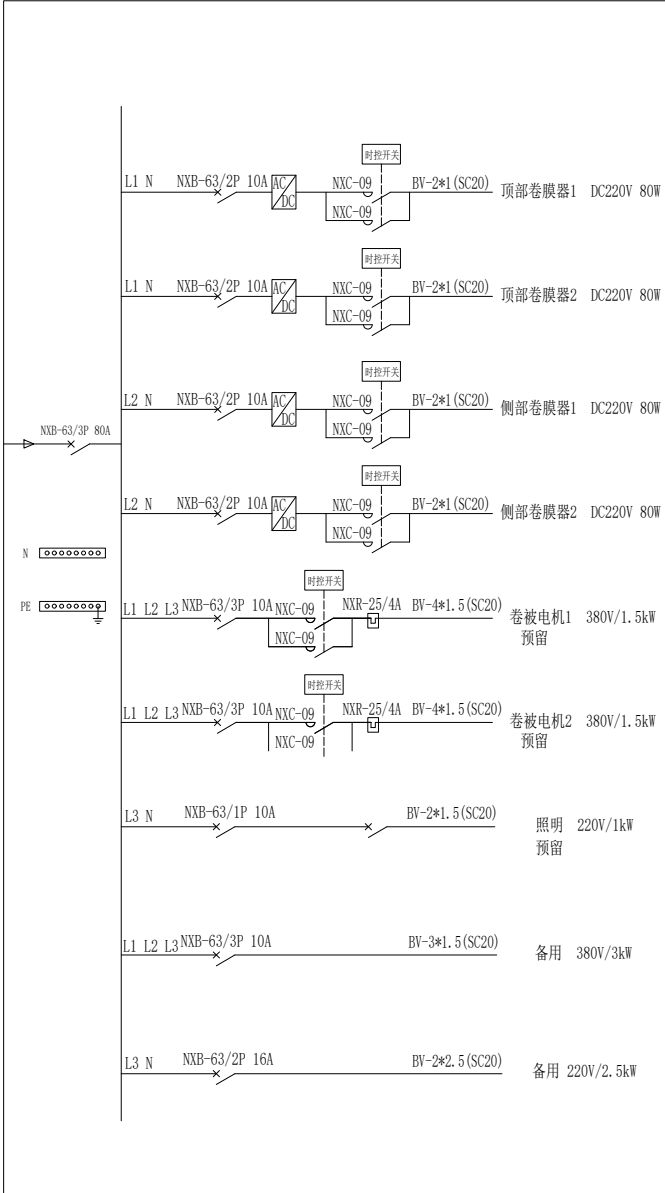 时控开关
L1 N NXB-63/2P 10A AC/DC NXC-09 BV-2*1(SC20) 顶部卷膜器1 DC220V 80W
NXC-09
时控开关
L1 N NXB-63/2P 10A AC/DC NXC-09 BV-2*1(SC20) 顶部卷膜器2 DC220V 80W
NXC-09
时控开关
L2 N NXB-63/2P 10A AC/DC NXC-09 BV-2*1(SC20) 侧部卷膜器1 DC220V 80W
NXC-09
NXB-63/3P 80A
时控开关
L2 N NXB-63/2P 10A AC/DC NXC-09 BV-2*1(SC20) 侧部卷膜器2 DC220V 80W
NXC-09
N
时控开关
PE
L1 L2 L3 NXB-63/3P 10A NXC-09 NXR-25/4A BV-4*1.5(SC20) 卷被电机1 380V/1.5kW
NXC-09 预留
时控开关
L1 L2 L3 NXB-63/3P 10A NXC-09 NXR-25/4A BV-4*1.5(SC20) 卷被电机2 380V/1.5kW
NXC-09 预留
L3 N NXB-63/1P 10A BV-2*1.5(SC20) 照明 220V/1kW
预留
L1 L2 L3 NXB-63/3P 10A BV-3*1.5(SC20) 备用 380V/3kW
L3 N NXB-63/2P 16A BV-2*2.5(SC20) 备用 220V/2.5kW